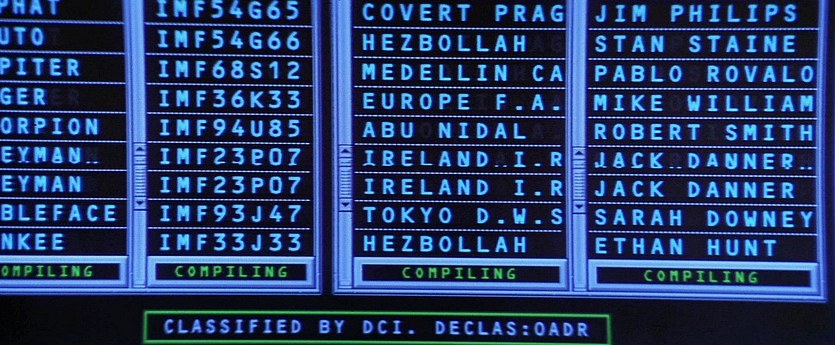 PHAT IMF54G65 COVERT PRAG JIM PHILIPS
UTO IMF54G66 HEZBOLLAH STAN STAINE
PITER IMF68S12 MEDELLIN CA PABLO ROVALO
GER IMF36K33 EUROPE F.A. MIKE WILLIAM
ORPION IMF94U85 ABU NIDAL ROBERT SMITH
EYMAN IMF23P07 IRELAND I.R JACK DANNER
EYMAN IMF23P07 IRELAND I.R JACK DANNER
BLEFACE IMF93J47 TOKYO D.W.S SARAH DOWNEY
NKEE IMF33J33 HEZBOLLAH ETHAN HUNT
OMPILING COMPILING COMPILING COMPILING
CLASSIFIED BY DCI. DECLAS:OADR